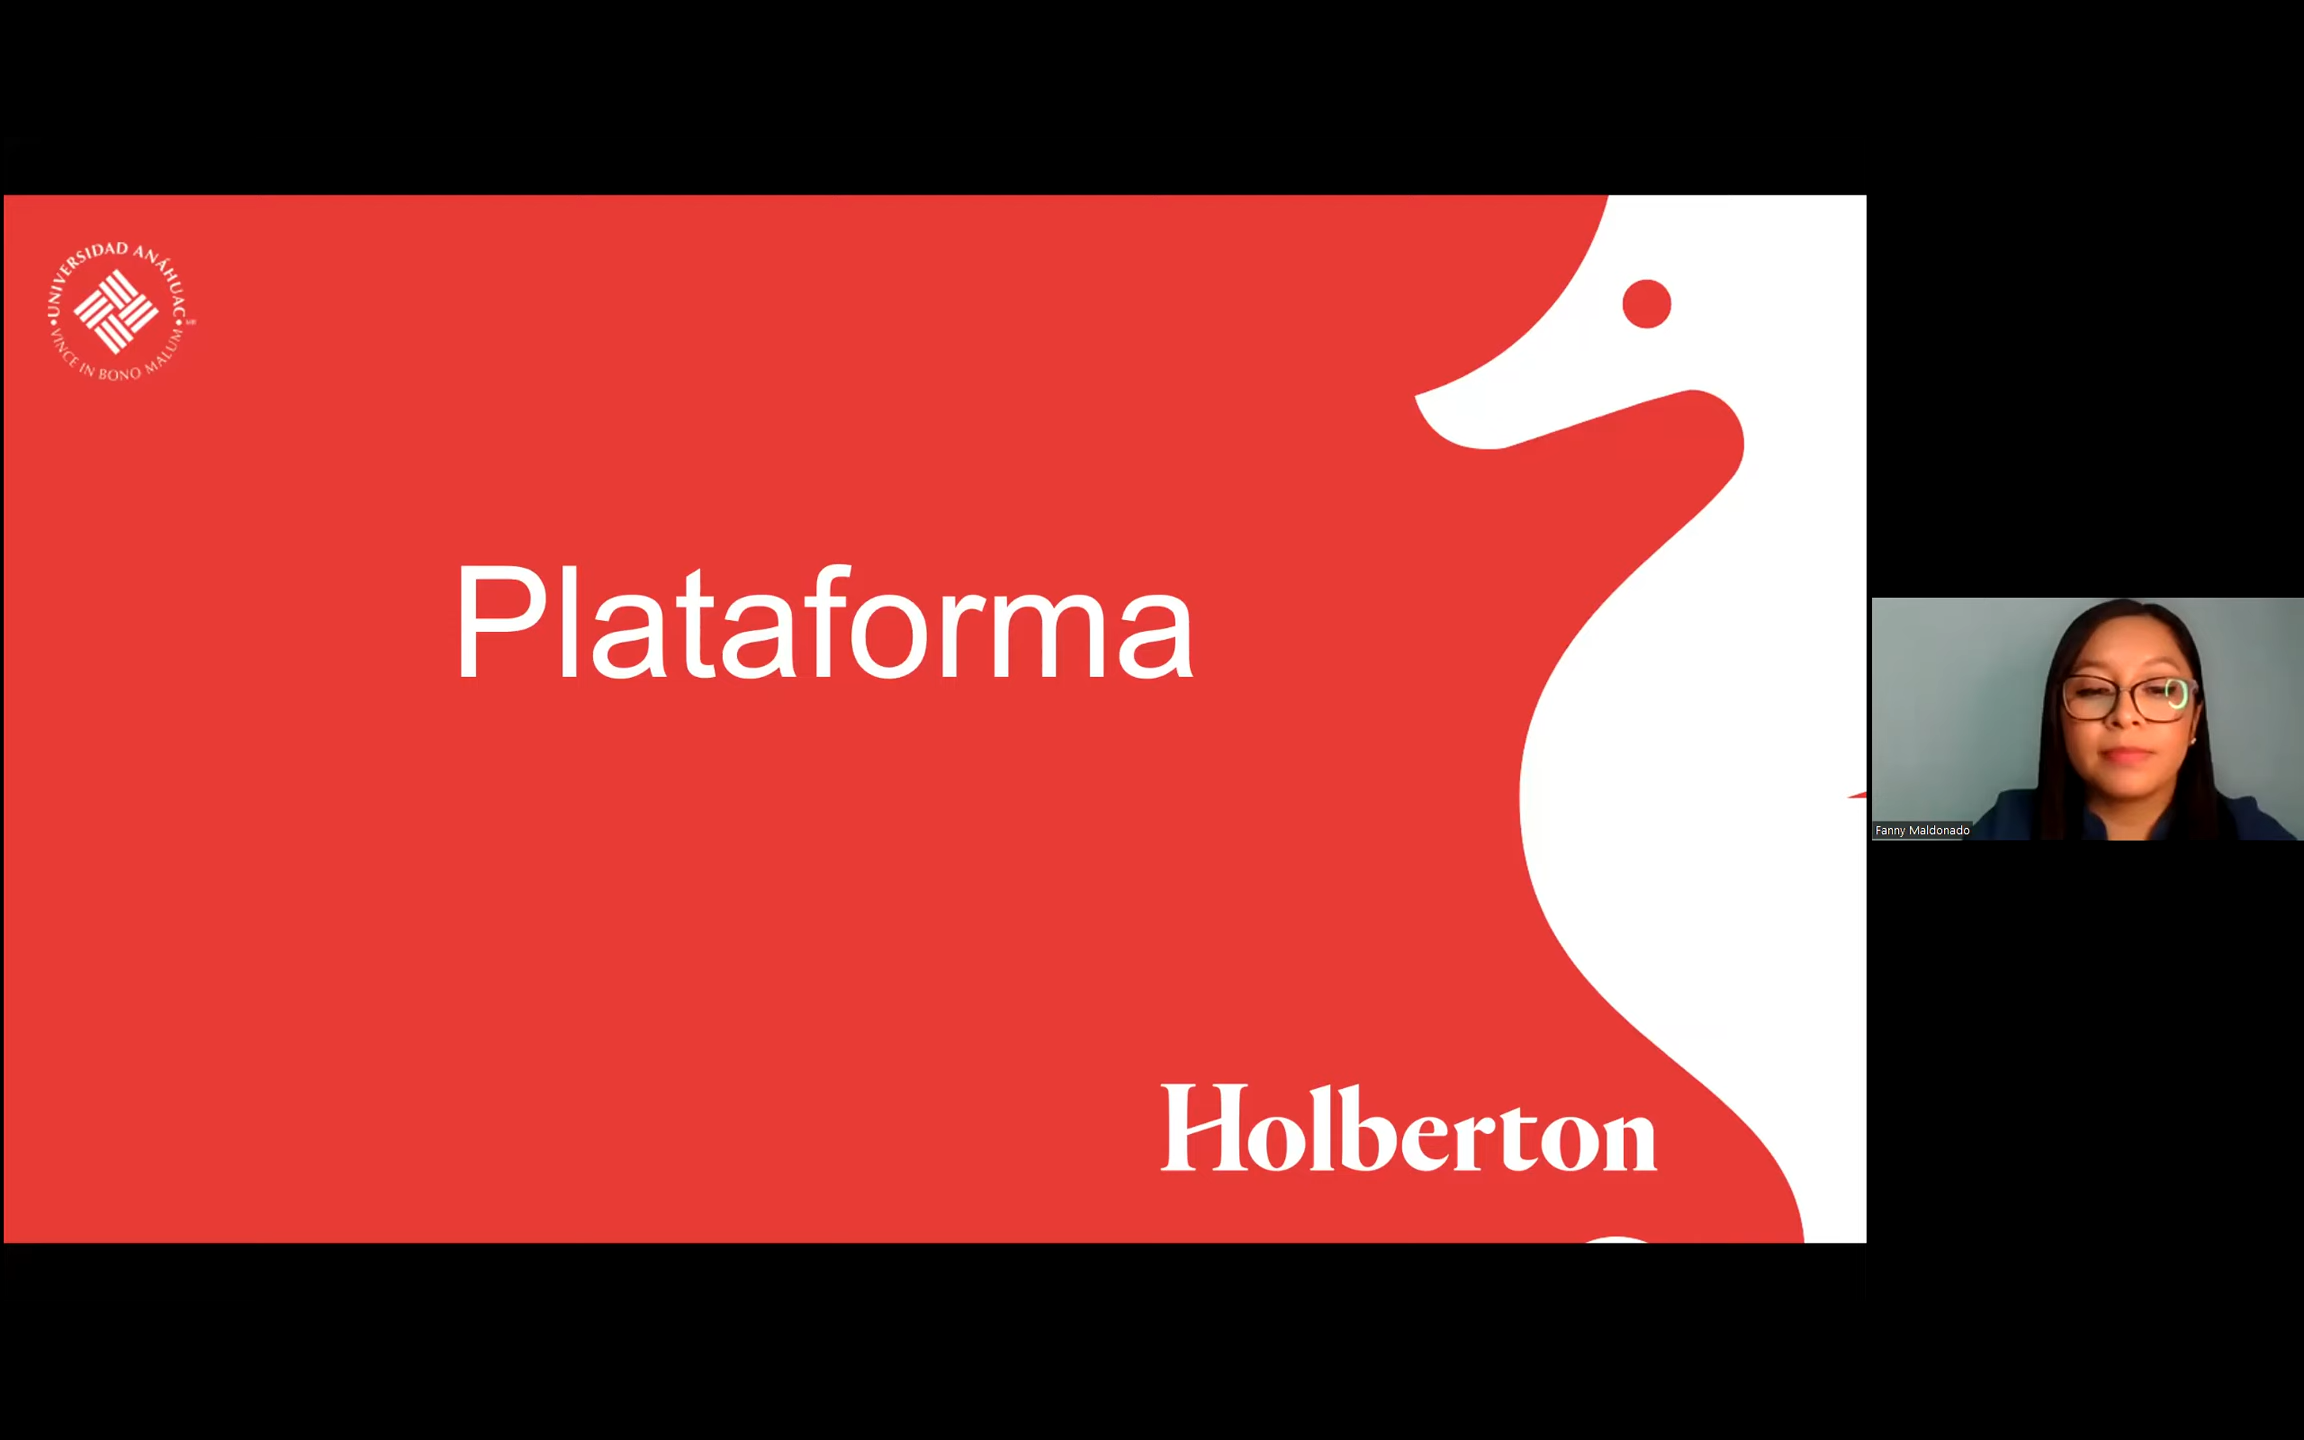 UNIVERSIDAD ANÁHUAC
VINCE IN BONO MALUM
Plataforma
Holberton
Fanny Maldonado